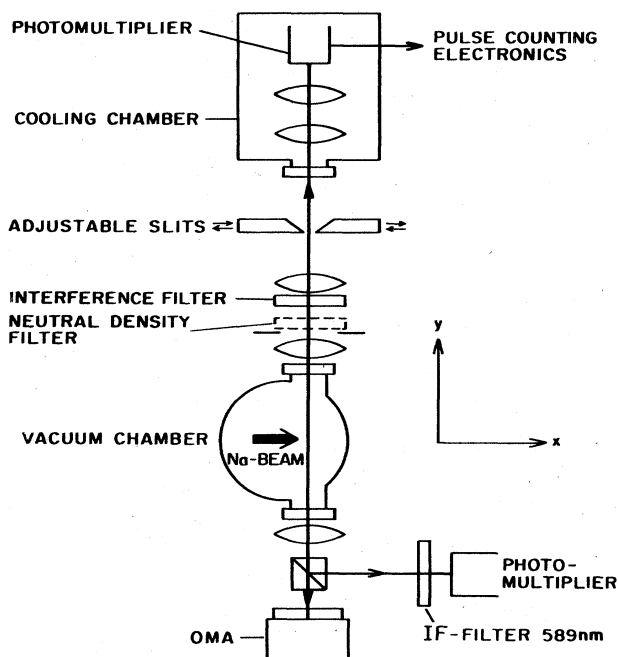 PHOTOMULTIPLIER
PULSE COUNTING
ELECTRONICS
COOLING CHAMBER
ADJUSTABLE SLITS
INTERFERENCE FILTER
NEUTRAL DENSITY
FILTER
y
x
VACUUM CHAMBER
Na-BEAM
PHOTO-
MULTIPLIER
OMA
IF-FILTER 589nm